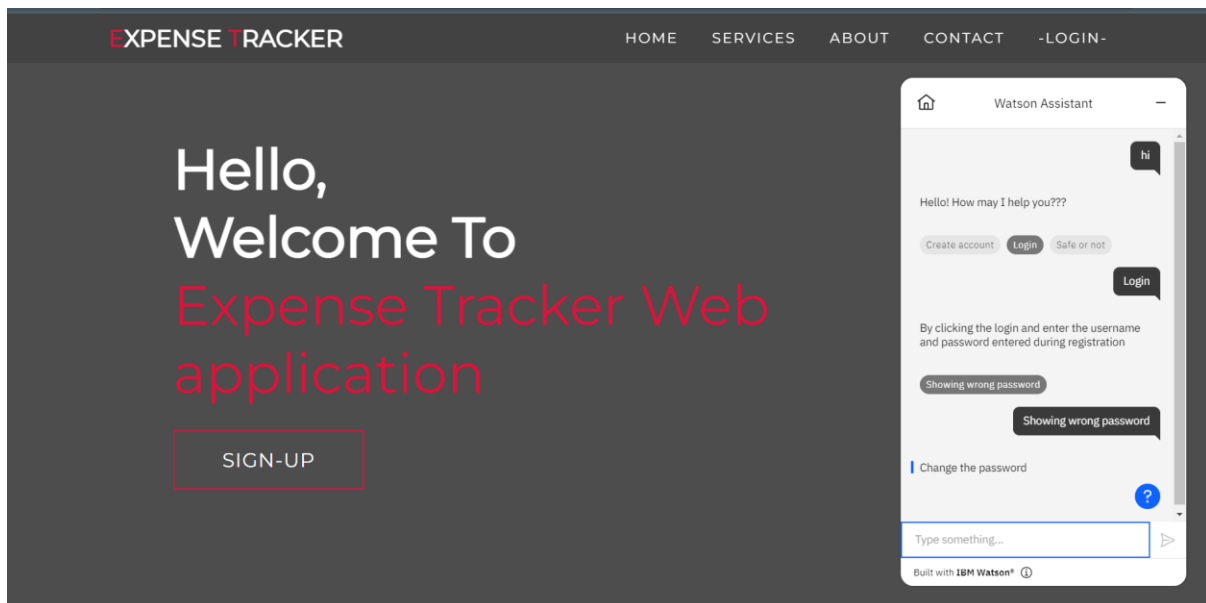 EXPENSE TRACKER
HOME SERVICES ABOUT CONTACT -LOGIN-
Hello,
Welcome To
Expense Tracker Web
application
SIGN-UP
Watson Assistant
hi
Hello! How may I help you???
Create account Login Safe or not
Login
By clicking the login and enter the username
and password entered during registration
Showing wrong password
Showing wrong password
Change the password
?
Type something...
Built with IBM Watson®